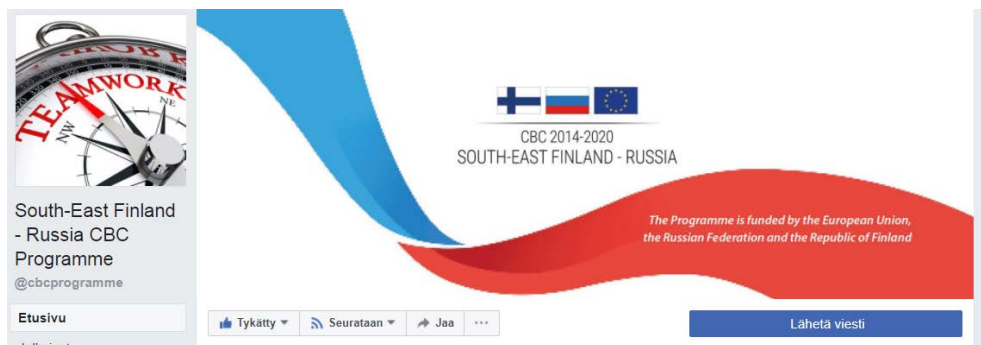 TEAMWORK
NE
NW
CBC 2014-2020
SOUTH-EAST FINLAND - RUSSIA
The Programme is funded by the European Union,
the Russian Federation and the Republic of Finland
South-East Finland
- Russia CBC
Programme
@cbcprogramme
Etusivu
Tykätty
Seurataan
Jaa
Lähetä viesti